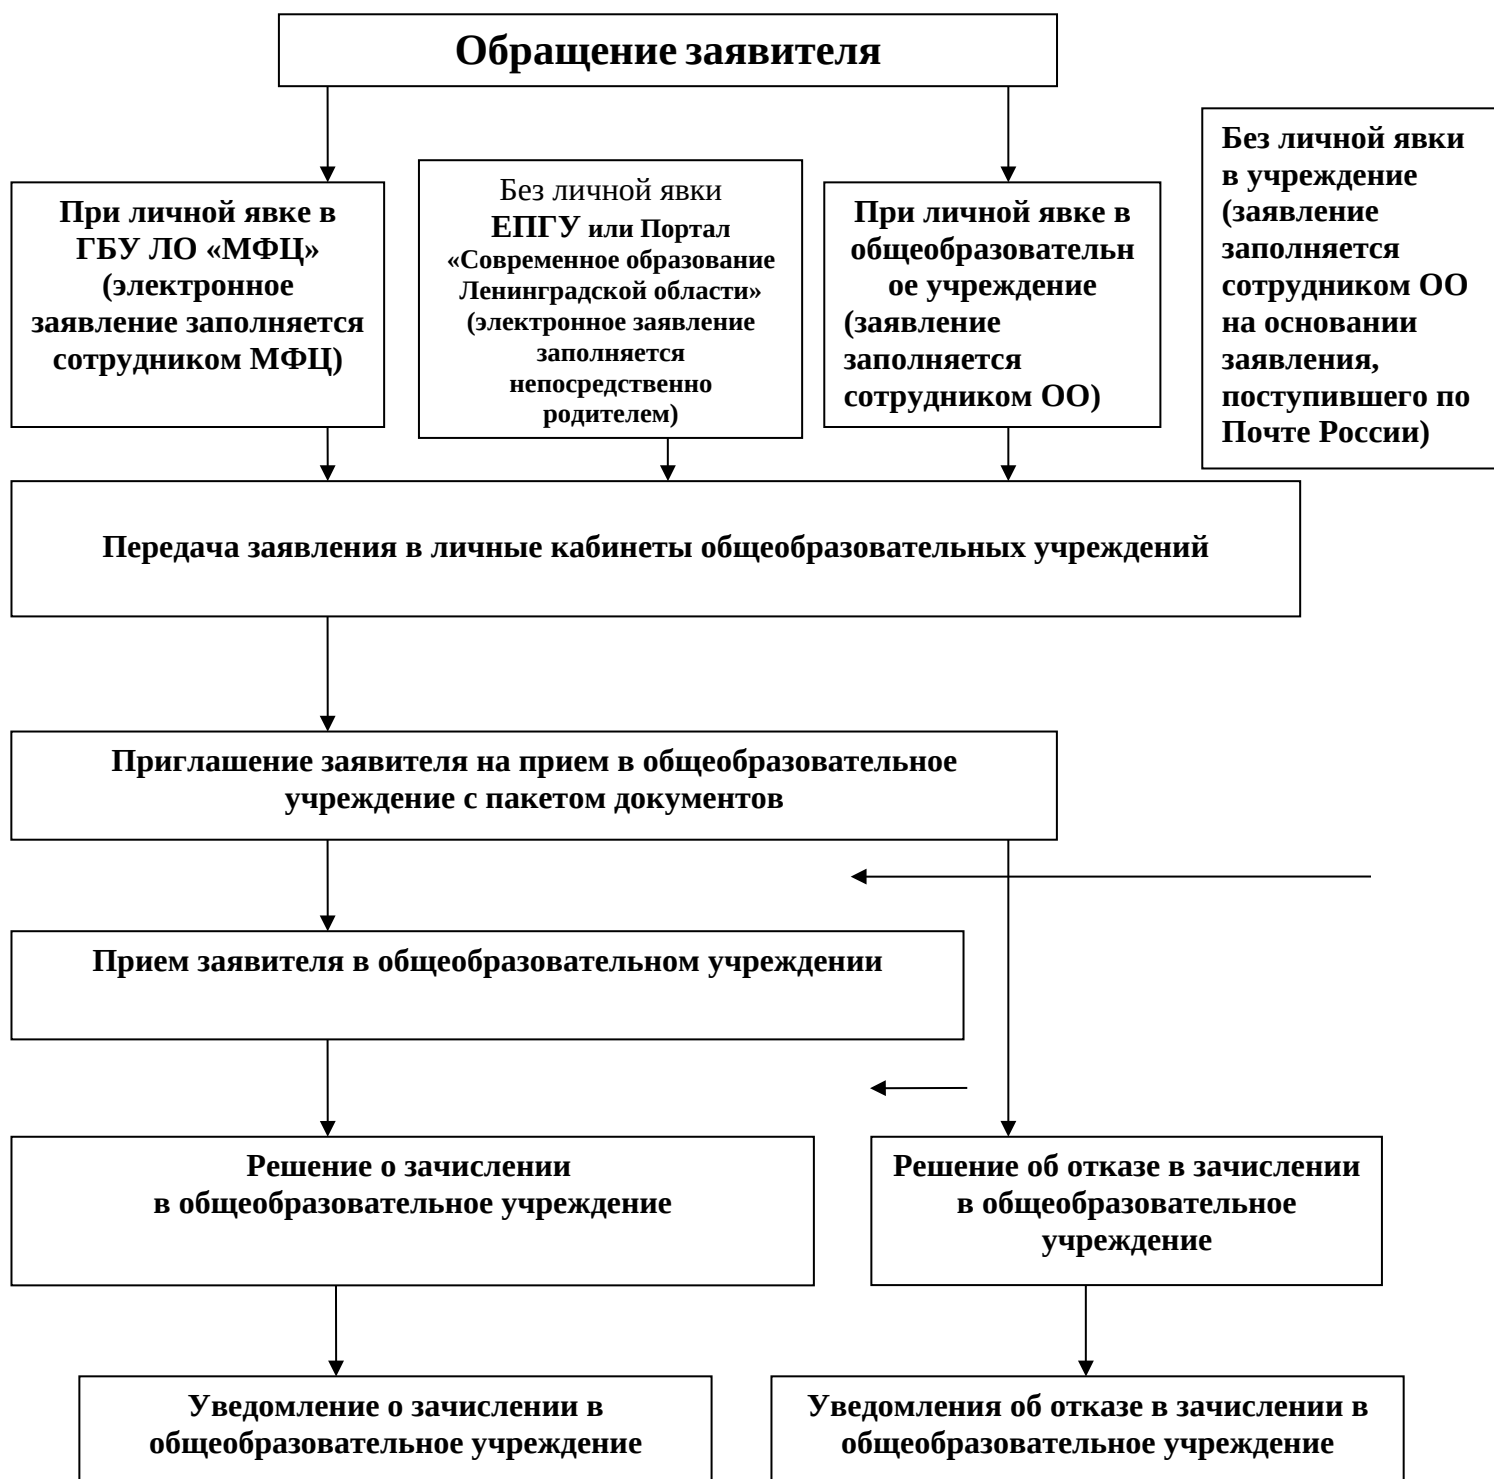 Обращение заявителя
При личной явке в
ГБУ ЛО «МФЦ»
(электронное
заявление заполняется
сотрудником МФЦ)
Без личной явки
ЕПГУ или Портал
«Современное образование
Ленинградской области»
(электронное заявление
заполняется
непосредственно
родителем)
При личной явке в
общеобразовательн
ое учреждение
(заявление
заполняется
сотрудником ОО)
Без личной явки
в учреждение
(заявление
заполняется
сотрудником ОО
на основании
заявления,
поступившего по
Почте России)
Передача заявления в личные кабинеты общеобразовательных учреждений
Приглашение заявителя на прием в общеобразовательное
учреждение с пакетом документов
Прием заявителя в общеобразовательном учреждении
Решение о зачислении
в общеобразовательное учреждение
Решение об отказе в зачислении
в общеобразовательное
учреждение
Уведомление о зачислении в
общеобразовательное учреждение
Уведомления об отказе в зачислении в
общеобразовательное учреждение